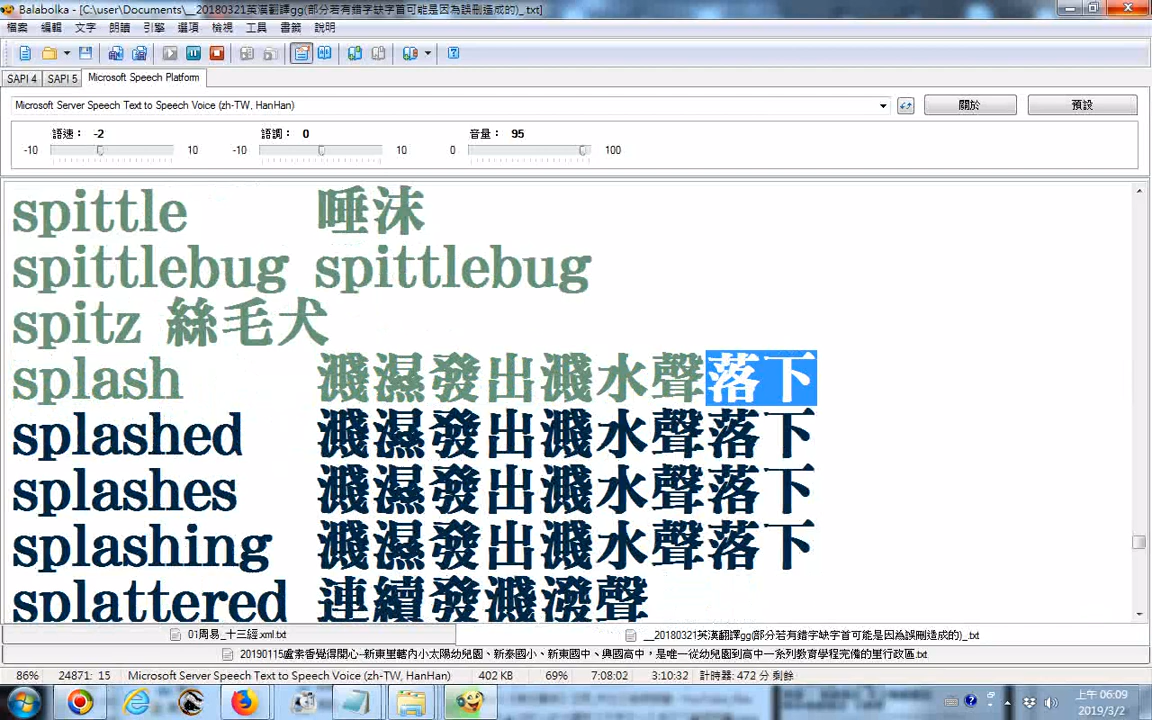 Balabolka - [C:\user\Documents\__20180321英漢翻譯gg(部分若有錯字缺字首可能是因為誤刪造成的)_.txt]
檔案 編輯 文字 朗讀 引擎 選項 檢視 工具 書籤 說明
SAPI 4 SAPI 5 Microsoft Speech Platform
Microsoft Server Speech Text to Speech Voice (zh-TW, HanHan) 關於 預設
語速： -2 語調： 0 音量： 95
-10 10 -10 10 0 100
spittle 唾沫
spittlebug spittlebug
spitz 絲毛犬
splash 濺濕發出濺水聲落下
splashed 濺濕發出濺水聲落下
splashes 濺濕發出濺水聲落下
splashing 濺濕發出濺水聲落下
splattered 連續發濺潑聲
01周易_十三經.xml.txt __20180321英漢翻譯gg(部分若有錯字缺字首可能是因為誤刪造成的)_.txt
20190115盧素香覺得開心-新東里轄內小太陽幼兒園、新泰國小、新東國中、興國高中，是唯一從幼兒園到高中一系列教育學程完備的里行政區.txt
86% 24871: 15 Microsoft Server Speech Text to Speech Voice (zh-TW, HanHan) 402 KB 69% 7:08:02 3:10:32 計時器: 472 分 剩餘
上午 06:09
2019/3/2